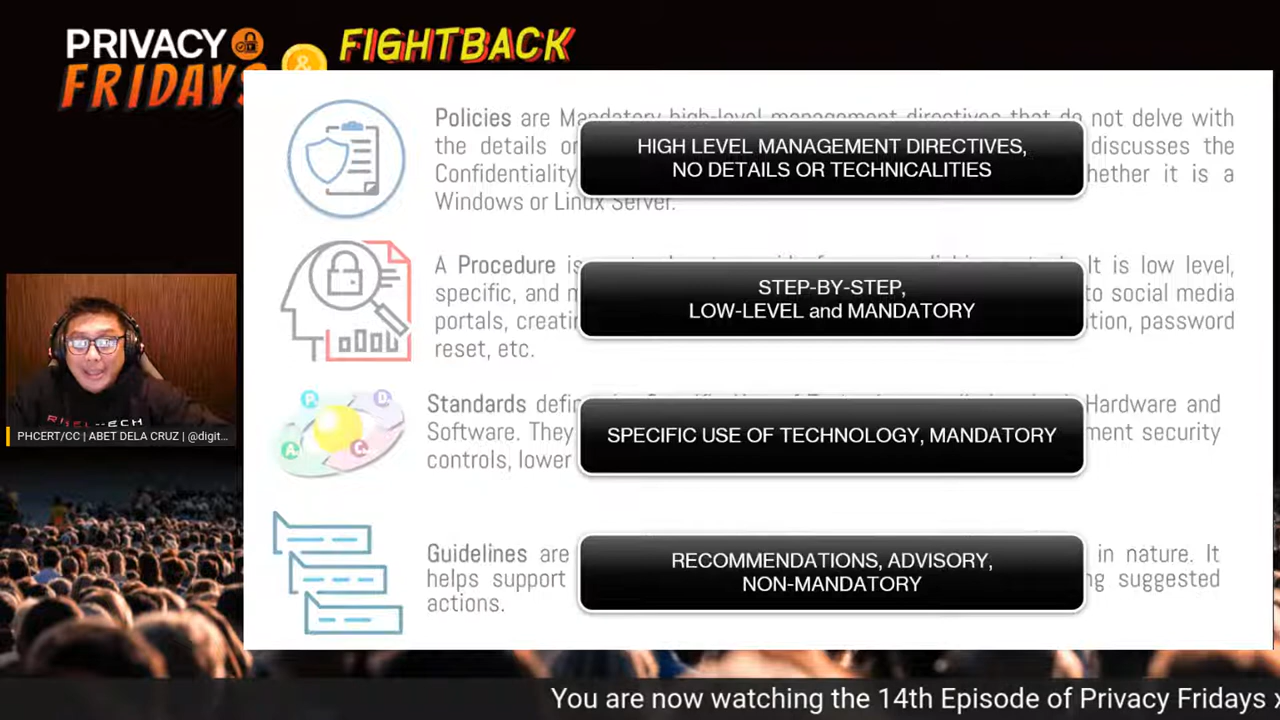 PRIVACY
FRIDAYS
&
FIGHTBACK
Policies are Mandatory high-level management directives that do not delve with
the details or discusses the
Confidentiality whether it is a
Windows or Linux Server.
HIGH LEVEL MANAGEMENT DIRECTIVES,
NO DETAILS OR TECHNICALITIES
A Procedure is It is low level,
specific, and to social media
portals, password
reset, etc.
STEP-BY-STEP,
LOW-LEVEL and MANDATORY
P D
A C
Standards Hardware and
Software. They security
controls, lower
SPECIFIC USE OF TECHNOLOGY, MANDATORY
Guidelines are in nature. It
helps support suggested
actions.
RECOMMENDATIONS, ADVISORY,
NON-MANDATORY
PHCERT/CC | ABET DELA CRUZ | @digit...
You are now watching the 14th Episode of Privacy Fridays x